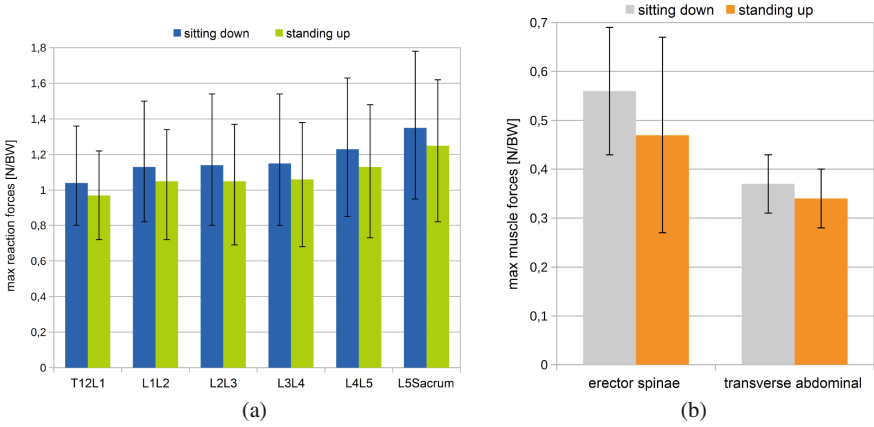 sitting down standing up
max reaction forces [N/BW]
1,8
1,6
1,4
1,2
1
0,8
0,6
0,4
0,2
0
T12L1 L1L2 L2L3 L3L4 L4L5 L5Sacrum
(a)
sitting down standing up
max muscle forces [N/BW]
0,7
0,6
0,5
0,4
0,3
0,2
0,1
0
erector spinae transverse abdominal
(b)